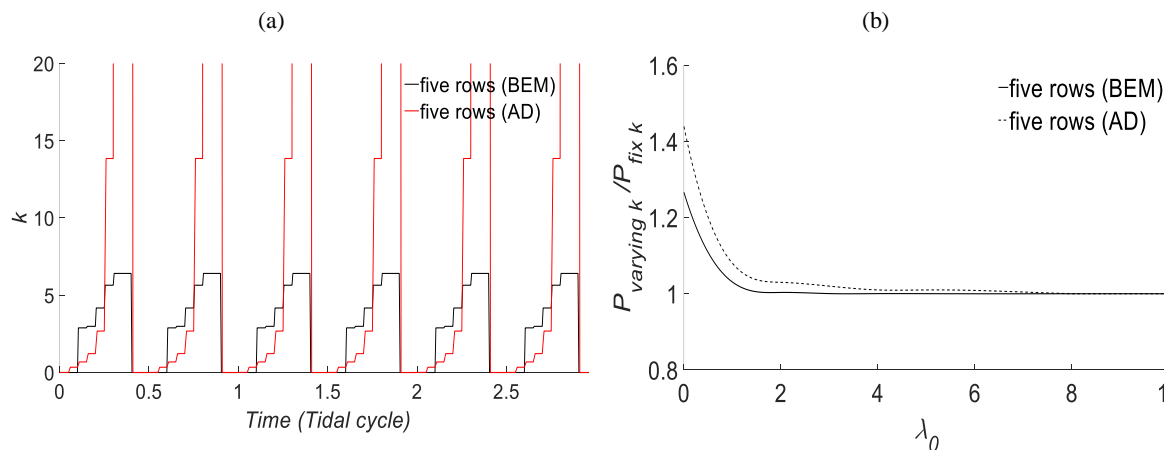 (a)
20
15
10
5
0
k
0
0.5
1
1.5
2
2.5
Time (Tidal cycle)
five rows (BEM)
five rows (AD)
(b)
1.6
1.4
1.2
1
0.8
P varying k /P fix k
0
2
4
6
8
1
λ0
five rows (BEM)
five rows (AD)